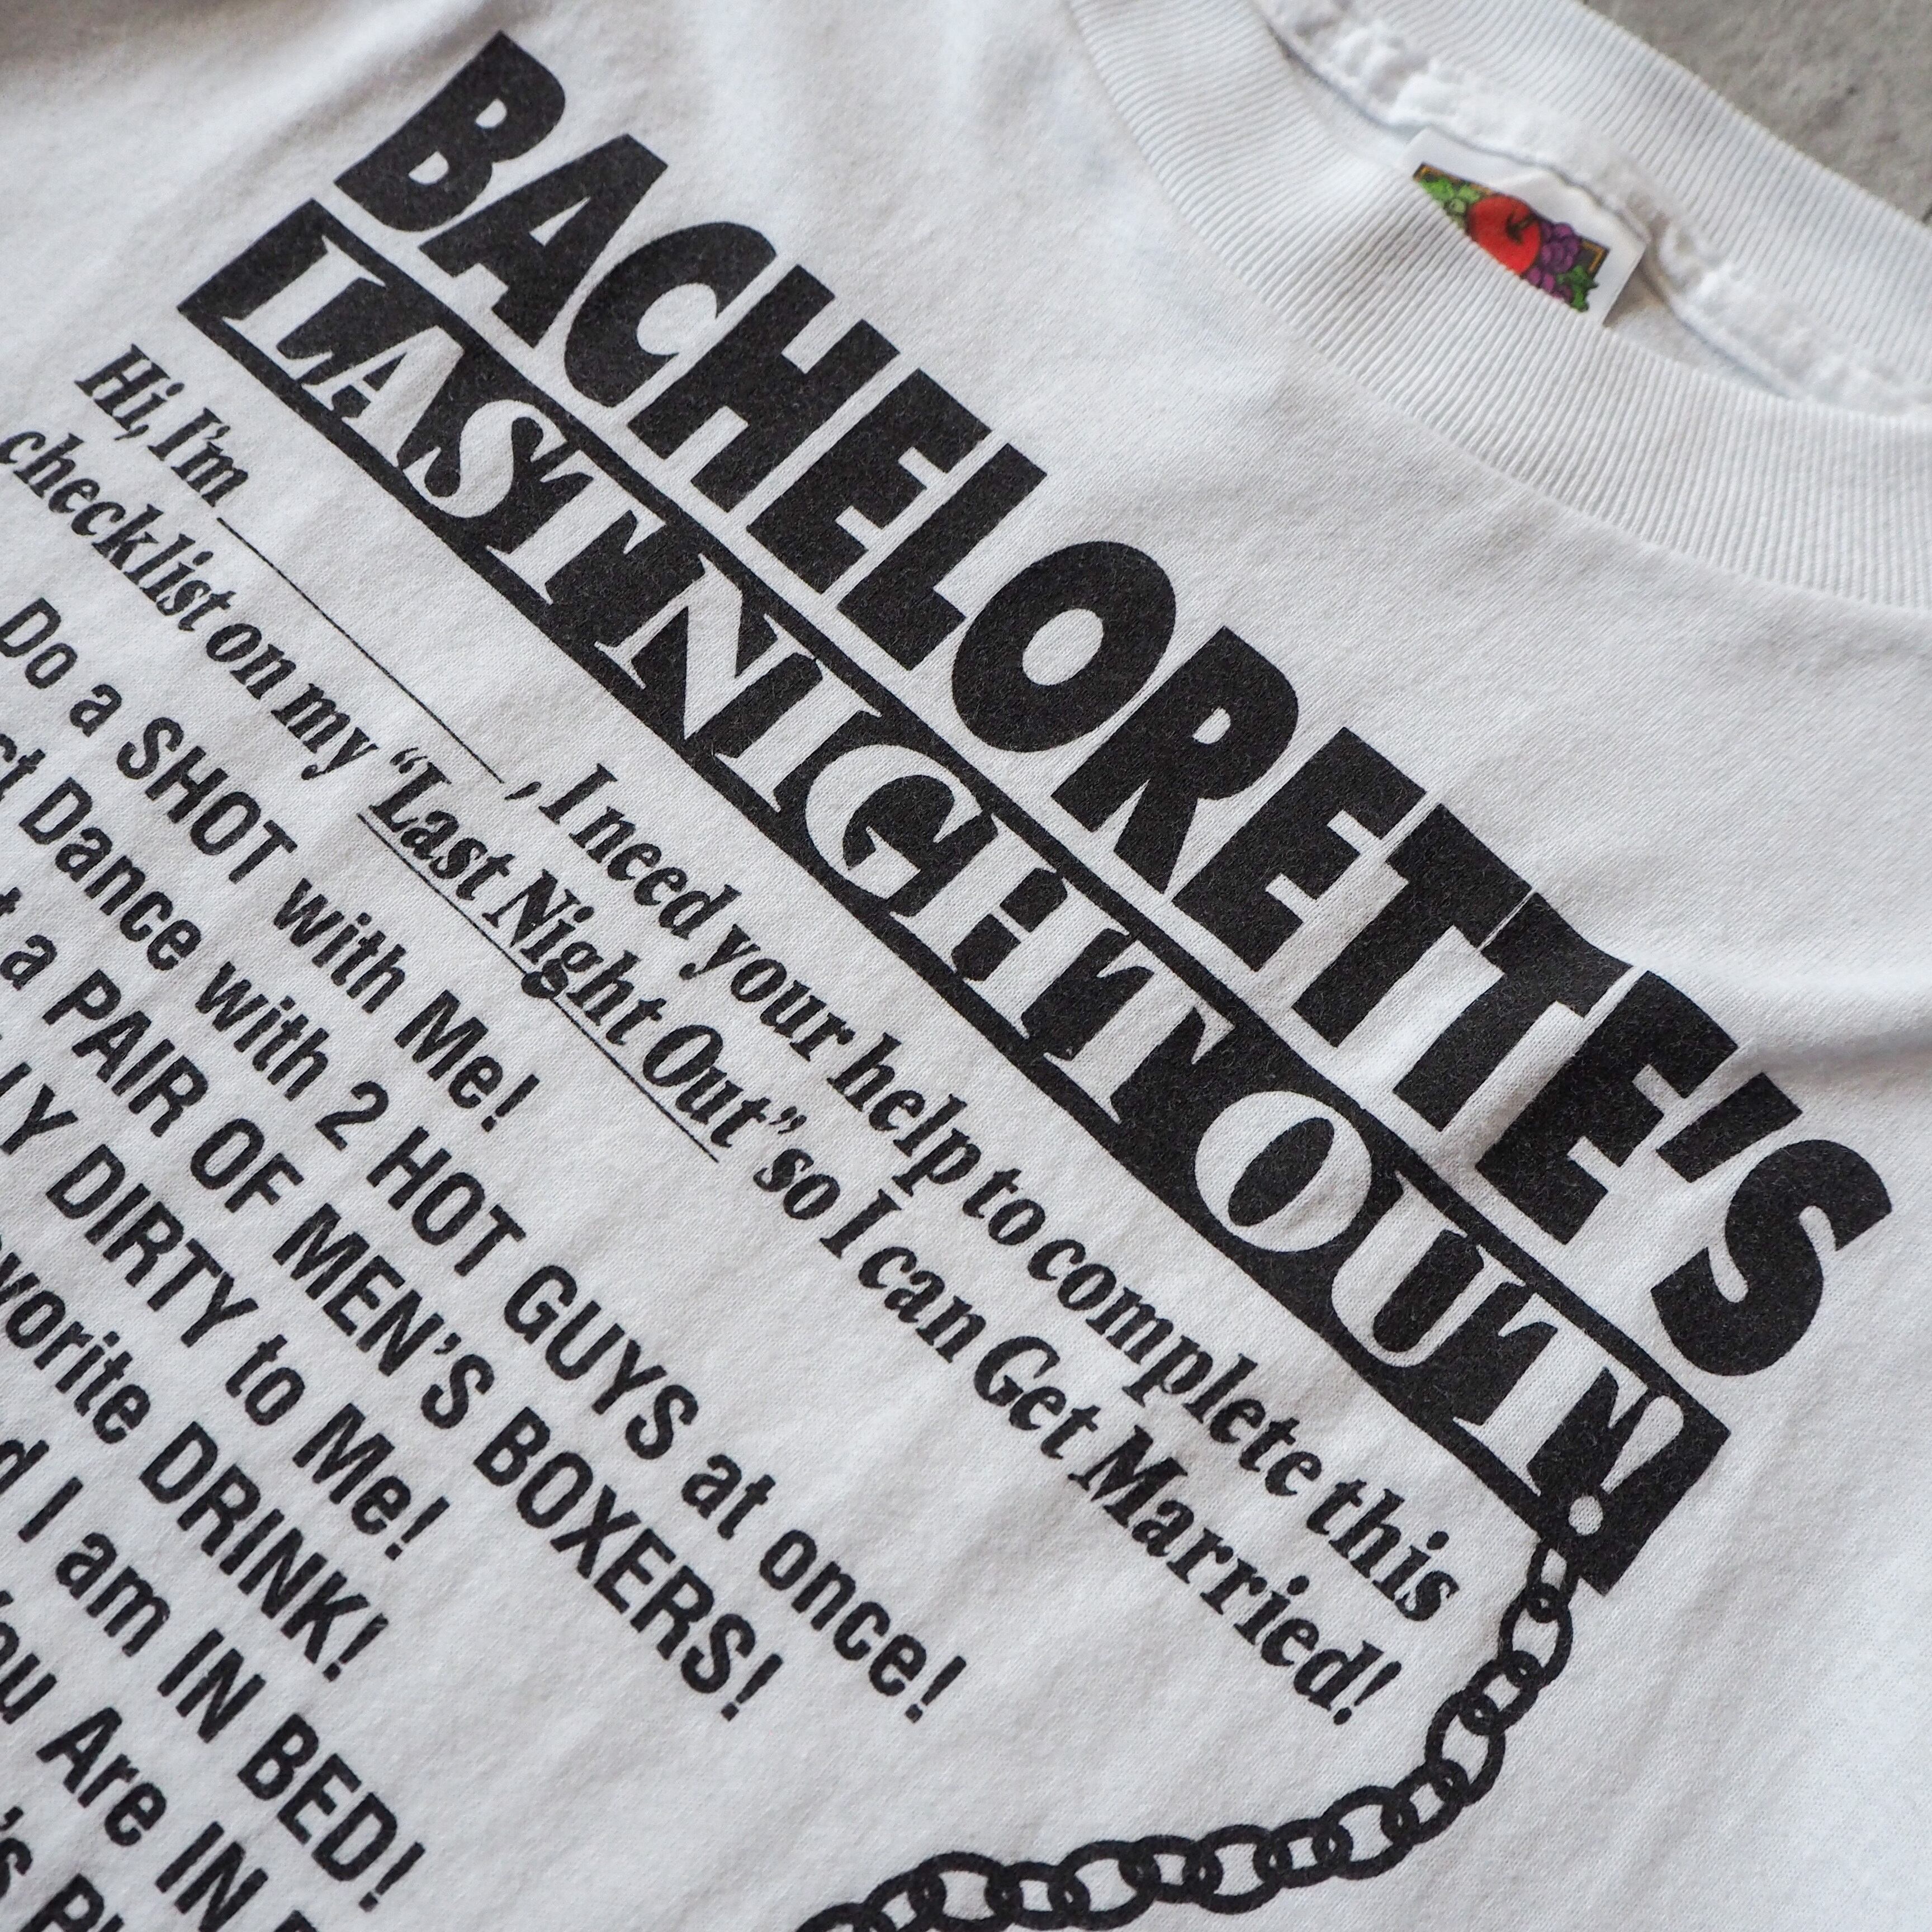 BACHELORETTE'S
LAST NIGHT OUT!
Hi, I'm ____________, I need your help to complete this
checklist on my “Last Night Out” so I can Get Married!
Do a SHOT with Me!
Dance with 2 HOT GUYS at once!
a PAIR OF MEN'S BOXERS!
DIRTY to Me!
DRINK!
I am IN BED!
Are IN